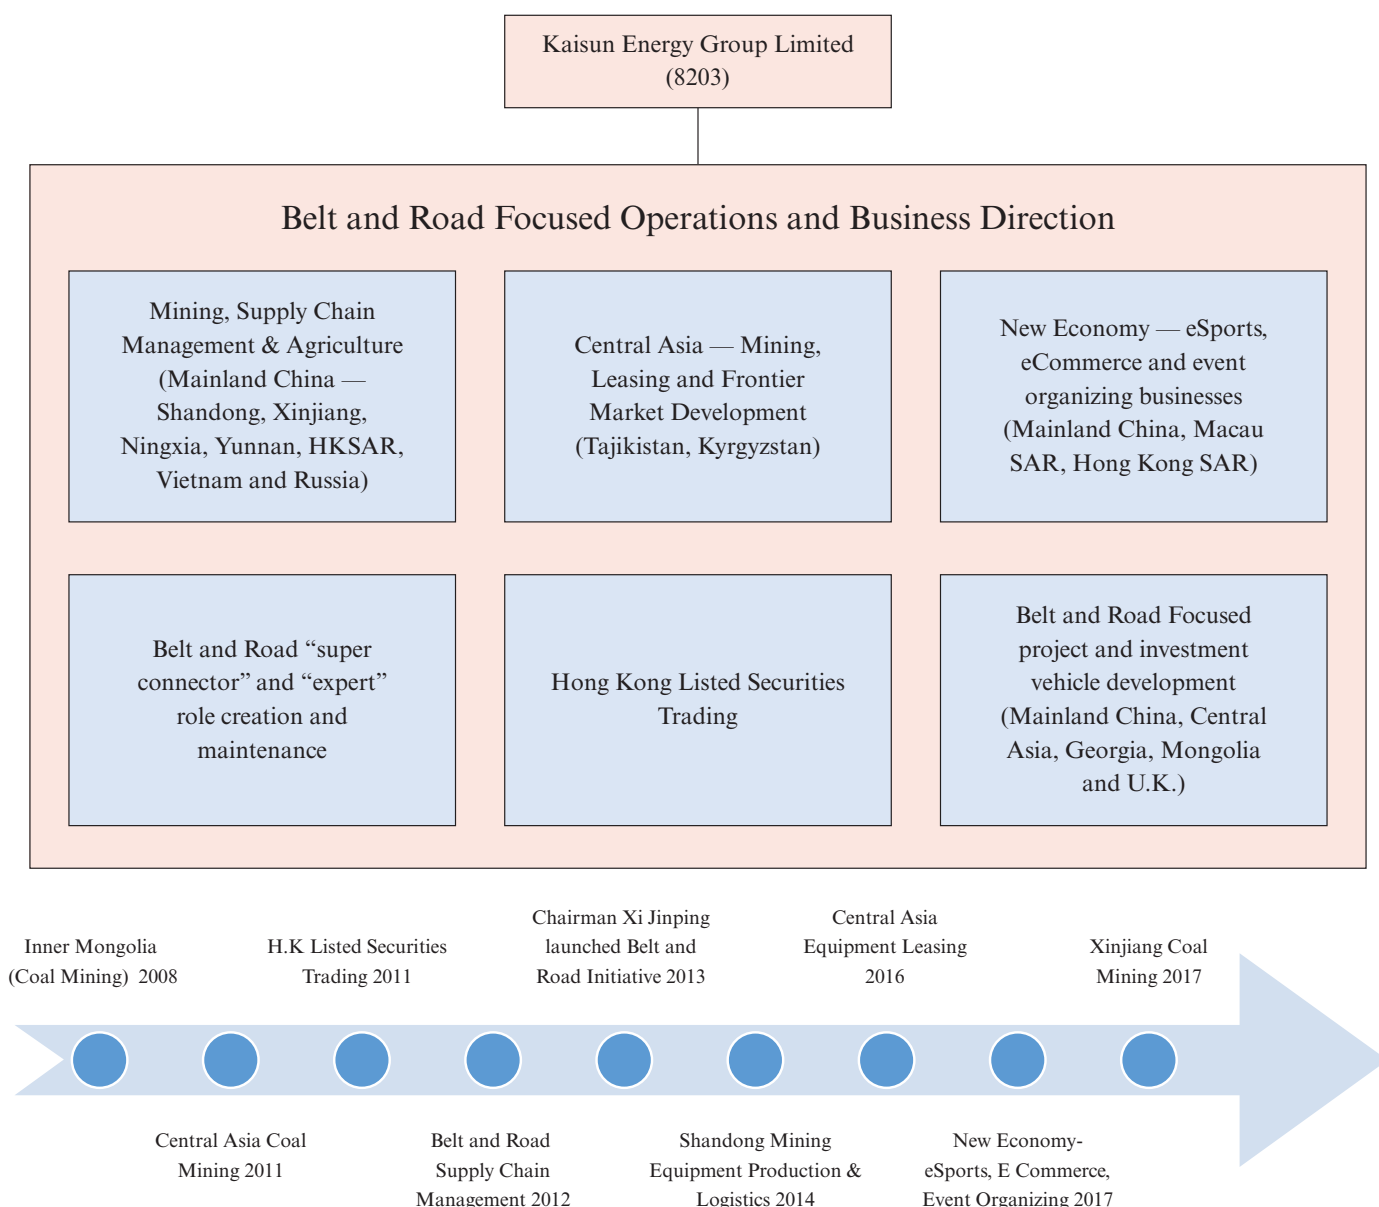 Kaisun Energy Group Limited
(8203)
Belt and Road Focused Operations and Business Direction
Mining, Supply Chain
Management & Agriculture
(Mainland China —
Shandong, Xinjiang,
Ningxia, Yunnan, HKSAR,
Vietnam and Russia)
Central Asia — Mining,
Leasing and Frontier
Market Development
(Tajikistan, Kyrgyzstan)
New Economy — eSports,
eCommerce and event
organizing businesses
(Mainland China, Macau
SAR, Hong Kong SAR)
Belt and Road “super
connector” and “expert”
role creation and
maintenance
Hong Kong Listed Securities
Trading
Belt and Road Focused
project and investment
vehicle development
(Mainland China, Central
Asia, Georgia, Mongolia
and U.K.)
Inner Mongolia
(Coal Mining) 2008
H.K Listed Securities
Trading 2011
Chairman Xi Jinping
launched Belt and
Road Initiative 2013
Central Asia
Equipment Leasing
2016
Xinjiang Coal
Mining 2017
Central Asia Coal
Mining 2011
Belt and Road
Supply Chain
Management 2012
Shandong Mining
Equipment Production &
Logistics 2014
New Economy-
eSports, E Commerce,
Event Organizing 2017